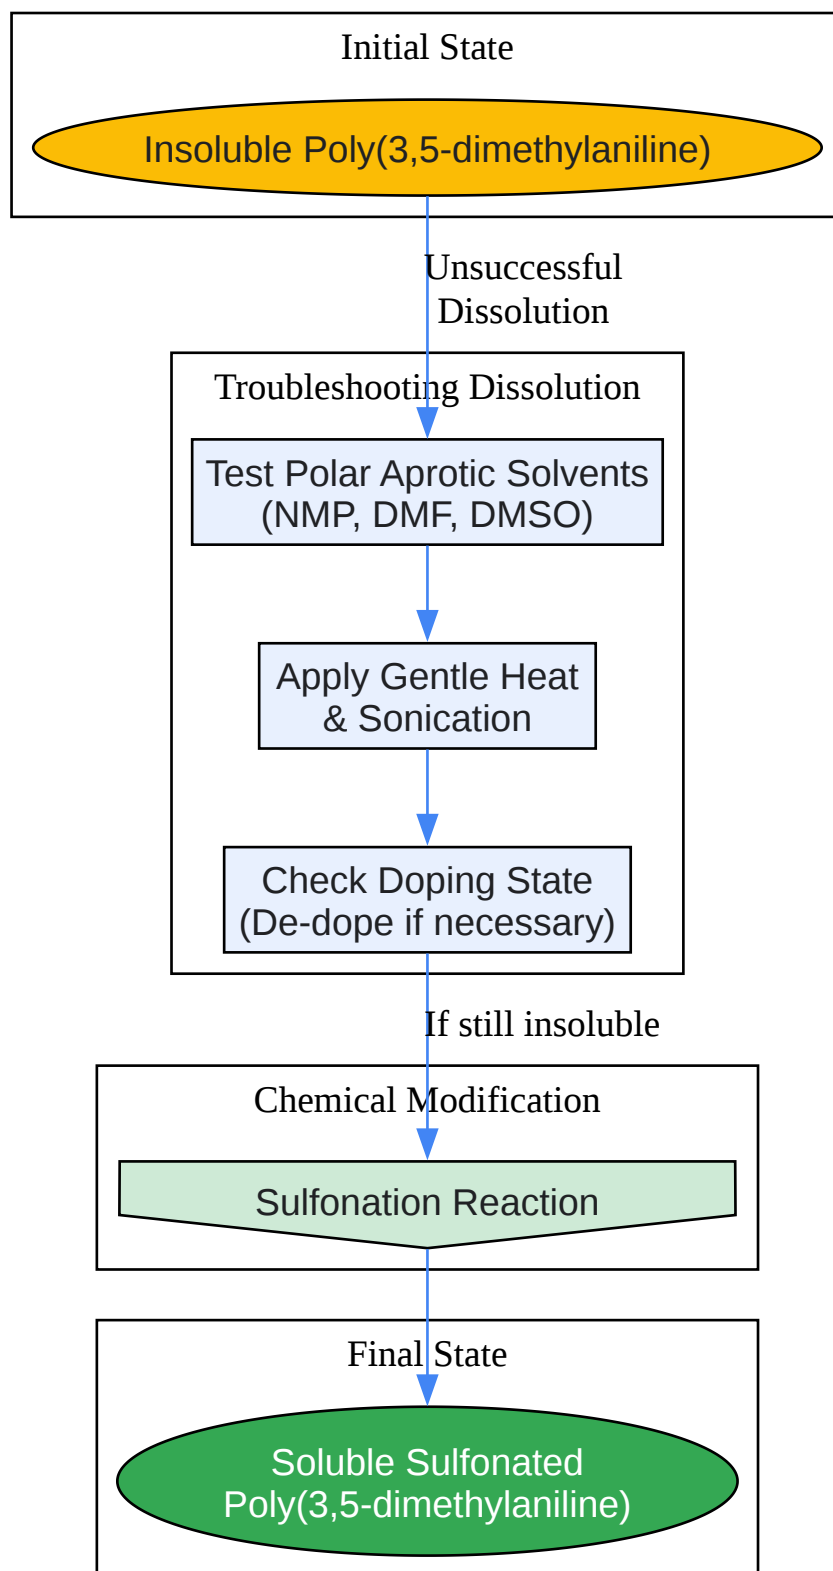 Initial State
Insoluble Poly(3,5-dimethylaniline)
Unsuccessful
Dissolution
Troubleshooting Dissolution
Test Polar Aprotic Solvents
(NMP, DMF, DMSO)
Apply Gentle Heat
& Sonication
Check Doping State
(De-dope if necessary)
If still insoluble
Chemical Modification
Sulfonation Reaction
Final State
Soluble Sulfonated
Poly(3,5-dimethylaniline)